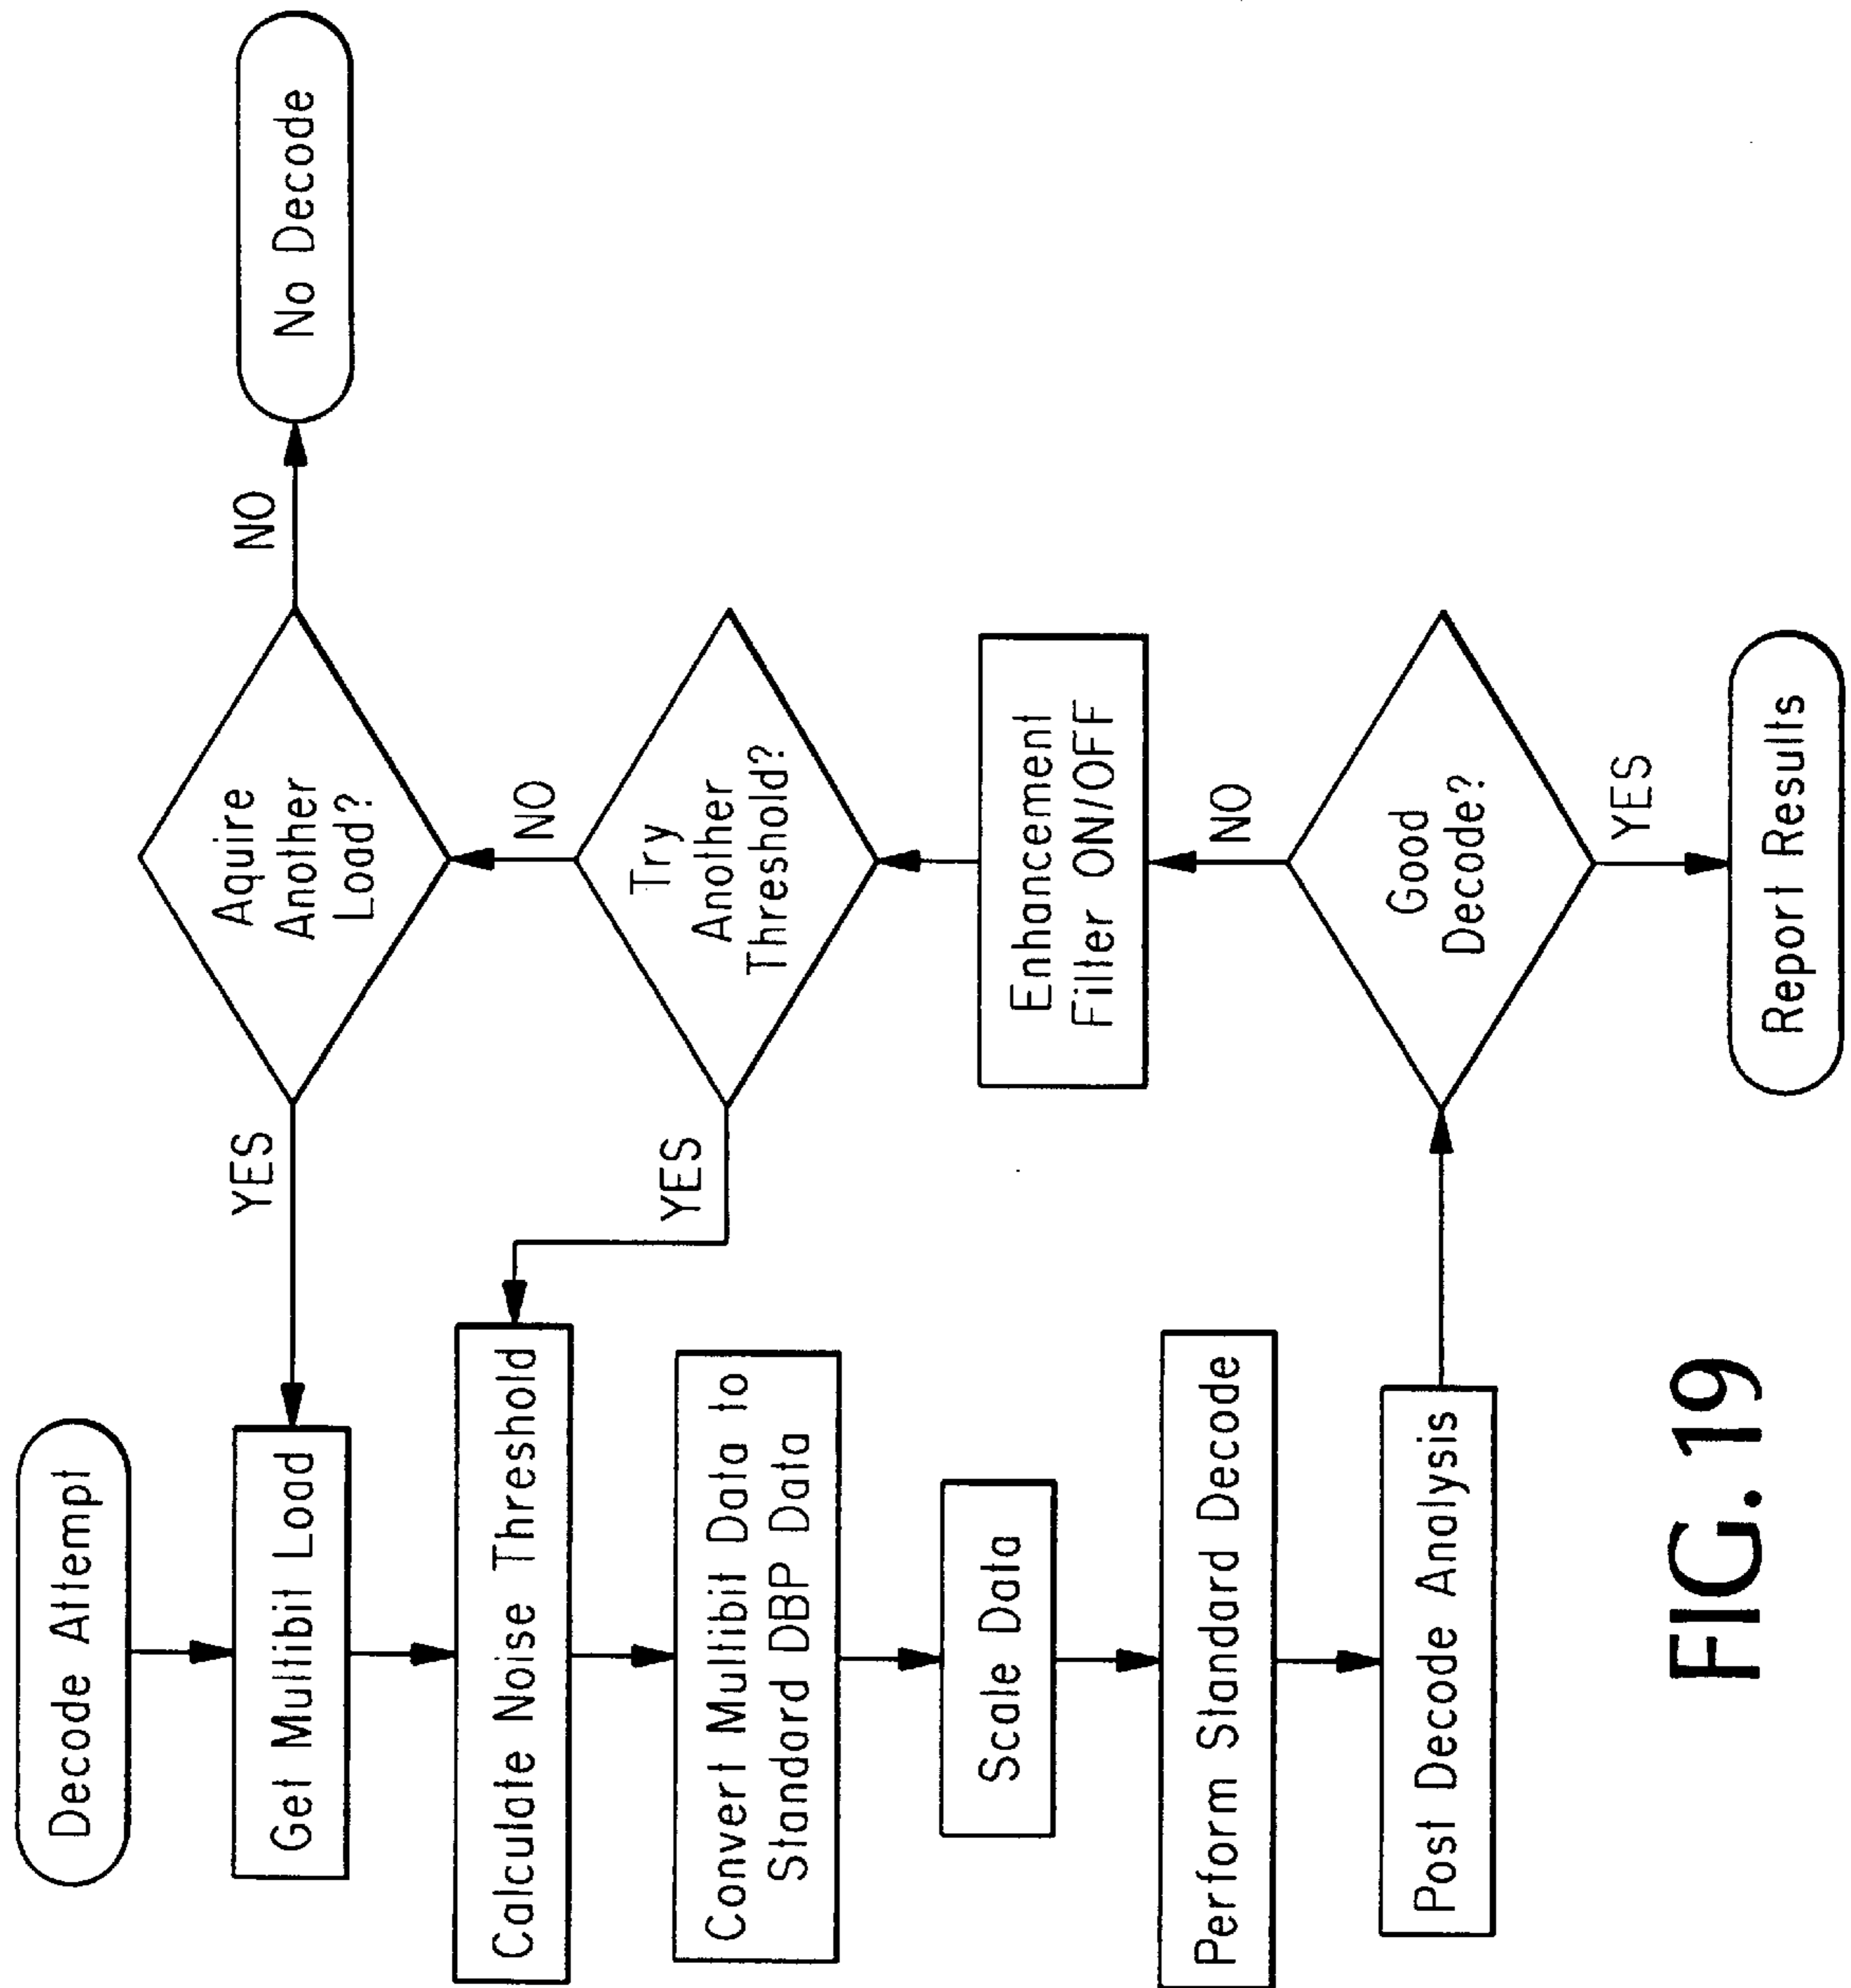 Decode Attempt
Get Multibit Load
Calculate Noise Threshold
Convert Multibit Data to
Standard DBP Data
Scale Data
Perform Standard Decode
Post Decode Analysis
Good
Decode?
YES
Report Results
NO
Enhancement
Filter ON/OFF
Try
Another
Threshold?
YES
NO
Aquire
Another
Load?
YES
NO
No Decode
FIG. 19